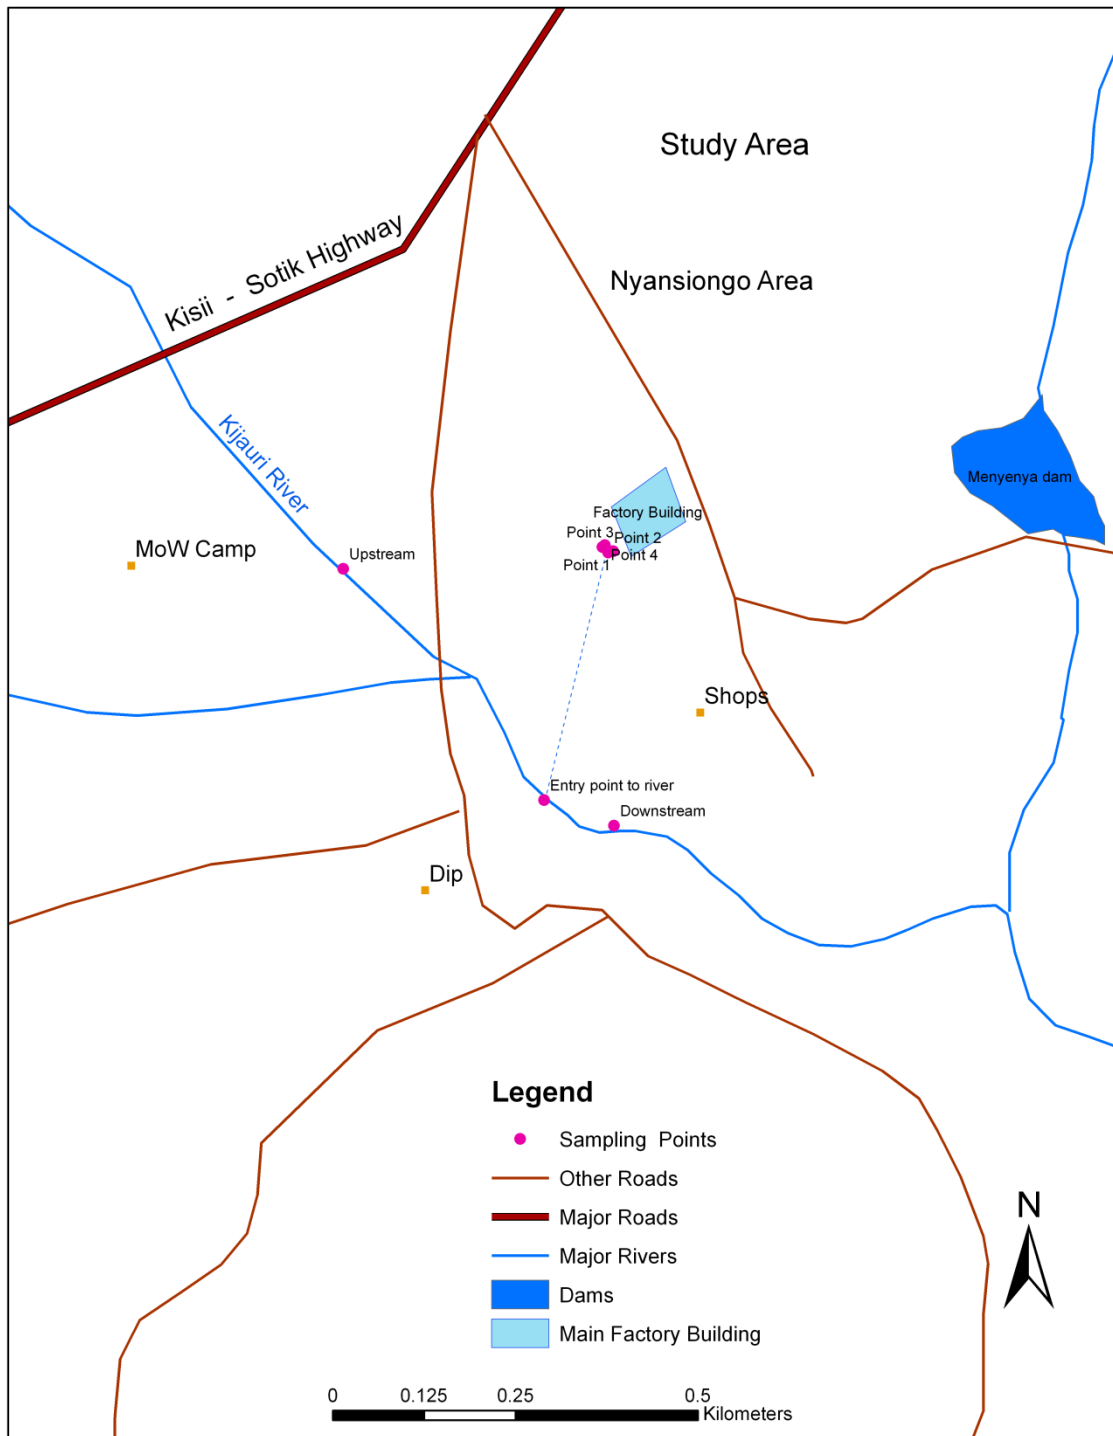 Study Area
Kisii - Sotik Highway
Nyansiongo Area
Kijauri River
Menyenya dam
Factory Building
Point 3
Point 2
MoW Camp
Upstream
Point 4
Point 1
Shops
Entry point to river
Downstream
Dip
Legend
Sampling Points
Other Roads
Major Roads
Major Rivers
Dams
Main Factory Building
N
0 0.125 0.25 0.5
Kilometers